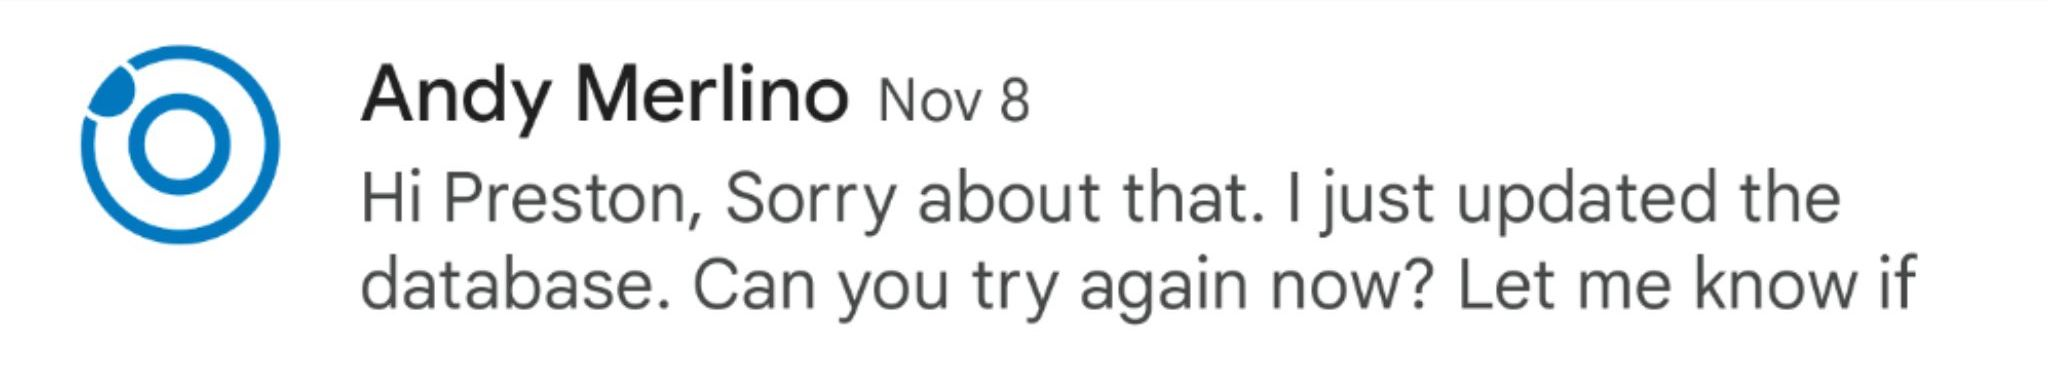 Andy Merlino Nov 8
Hi Preston, Sorry about that. I just updated the
database. Can you try again now? Let me know if